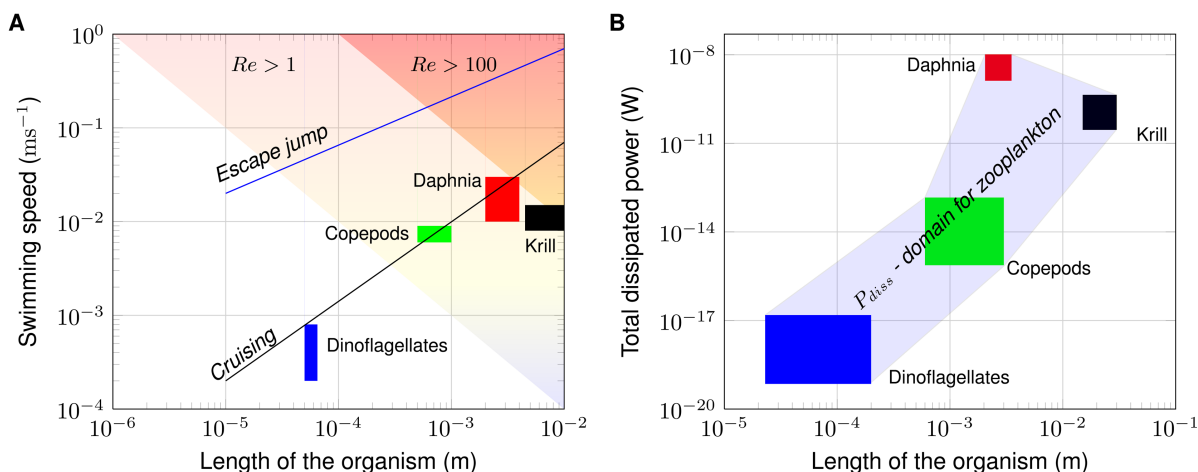 A
Swimming speed (ms⁻¹)
10⁰
10⁻¹
10⁻²
10⁻³
10⁻⁴
Re > 1
Re > 100
Escape jump
Daphnia
Copepods
Krill
Cruising
Dinoflagellates
10⁻⁶ 10⁻⁵ 10⁻⁴ 10⁻³ 10⁻²
Length of the organism (m)
B
Total dissipated power (W)
10⁻⁸
10⁻¹¹
10⁻¹⁴
10⁻¹⁷
10⁻²⁰
Daphnia
Krill
P_diss - domain for zooplankton
Copepods
Dinoflagellates
10⁻⁵ 10⁻⁴ 10⁻³ 10⁻² 10⁻¹
Length of the organism (m)